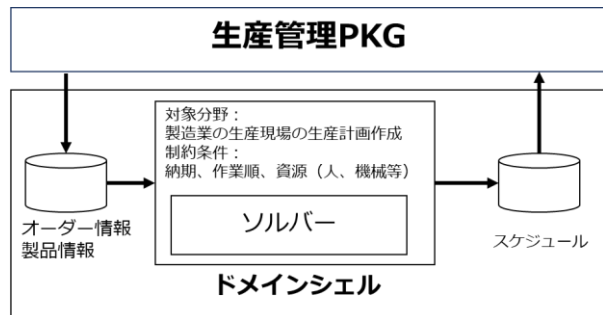 生産管理PKG
対象分野：
製造業の生産現場の生産計画作成
制約条件：
納期、作業順、資源（人、機械等）
ソルバー
オーダー情報
製品情報
スケジュール
ドメインシェル